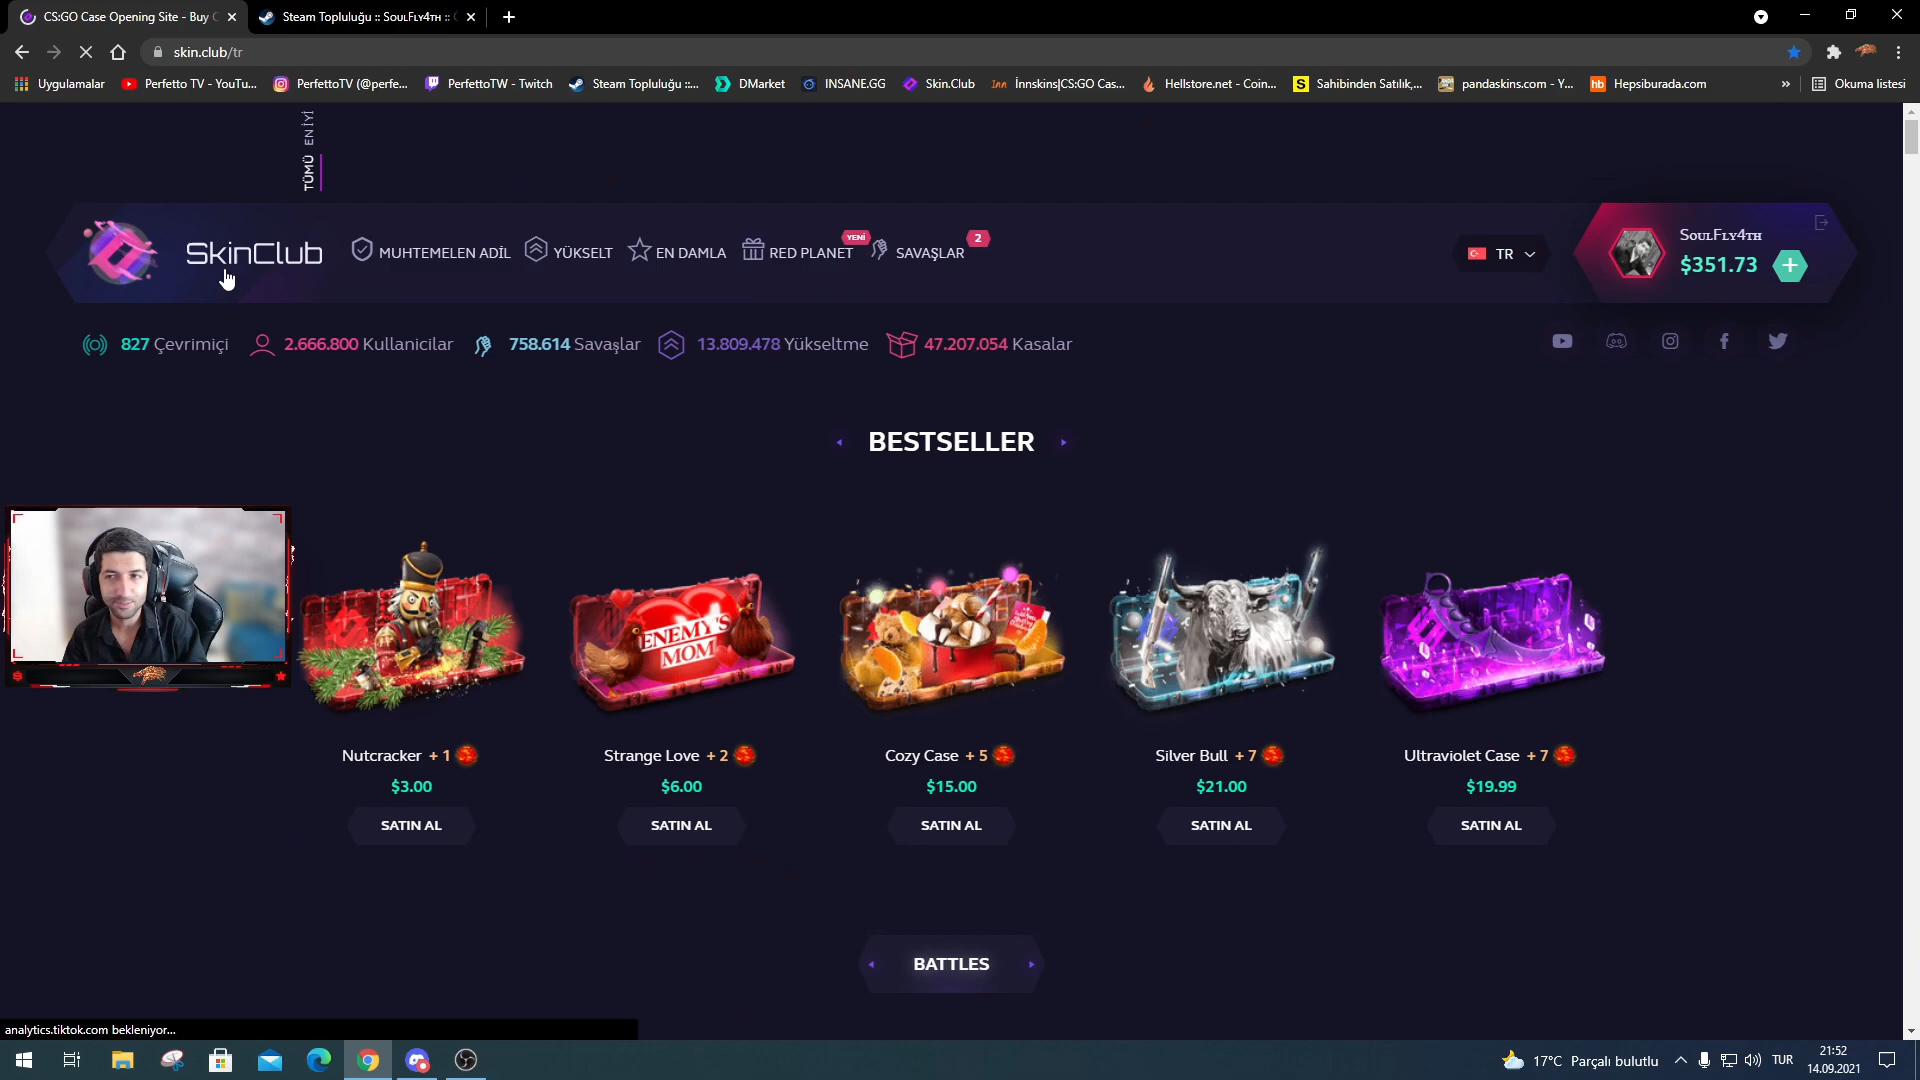 CS:GO Case Opening Site - Buy C
Steam Topluluğu :: SoulFly4th :: C
skin.club/tr
Uygulamalar
Perfetto TV - YouTu...
PerfettoTV (@perfe...
PerfettoTW - Twitch
Steam Topluluğu ::...
DMarket
INSANE.GG
Skin.Club
İnnskins|CS:GO Cas...
Hellstore.net - Coin...
Sahibinden Satılık,...
pandaskins.com - Y...
hb Hepsiburada.com
»
Okuma listesi
EN İYİ
TÜMÜ
SkinClub
MUHTEMELEN ADİL
YÜKSELT
EN DAMLA
RED PLANET
YENİ
SAVAŞLAR
2
TR
SoulFly4th
$351.73
+
827 Çevrimiçi
2.666.800 Kullanicilar
758.614 Savaşlar
13.809.478 Yükseltme
47.207.054 Kasalar
BESTSELLER
ENEMY'S
MOM
Nutcracker + 1
$3.00
SATIN AL
Strange Love + 2
$6.00
SATIN AL
Cozy Case + 5
$15.00
SATIN AL
Silver Bull + 7
$21.00
SATIN AL
Ultraviolet Case + 7
$19.99
SATIN AL
BATTLES
analytics.tiktok.com bekleniyor...
17°C Parçalı bulutlu
TUR
21:52
14.09.2021